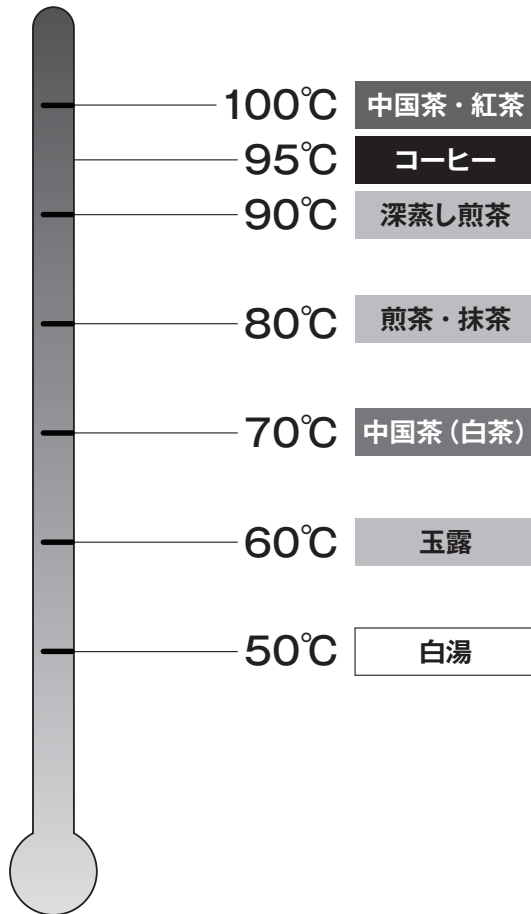 100℃ 中国茶・紅茶
95℃ コーヒー
90℃ 深蒸し煎茶
80℃ 煎茶・抹茶
70℃ 中国茶（白茶）
60℃ 玉露
50℃ 白湯